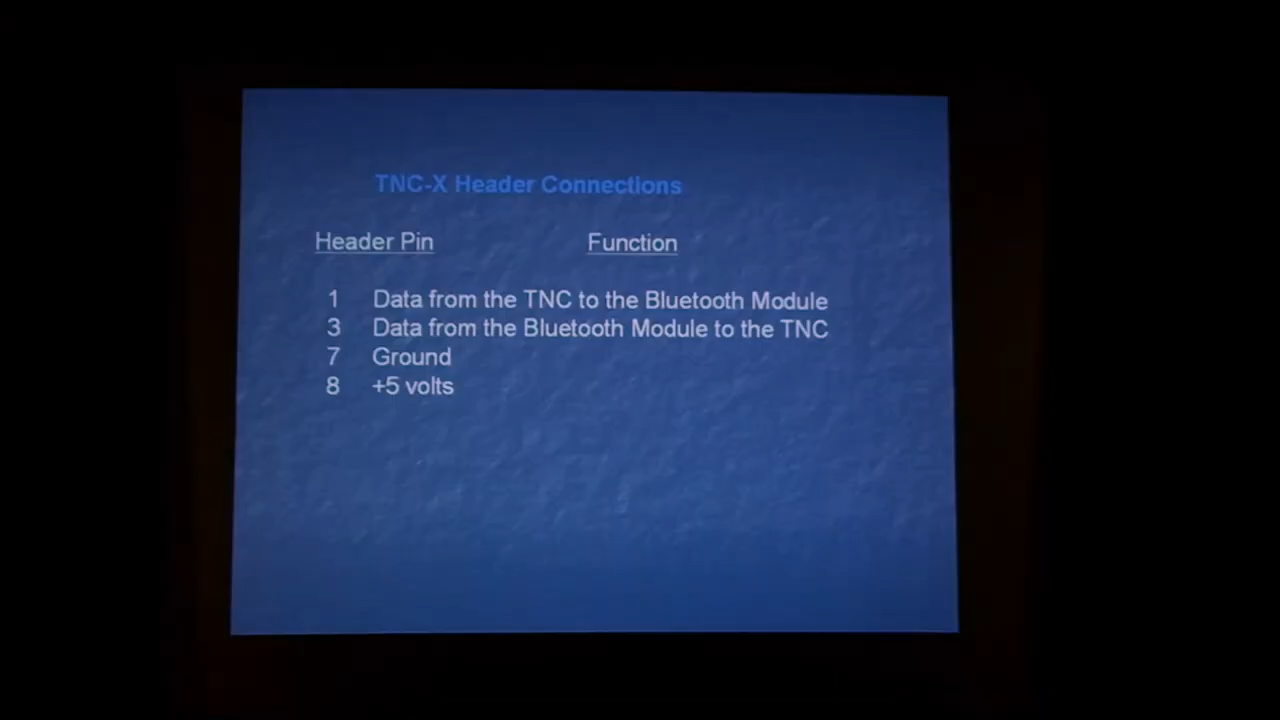 TNC-X Header Connections
Header Pin Function
1 Data from the TNC to the Bluetooth Module
3 Data from the Bluetooth Module to the TNC
7 Ground
8 +5 volts